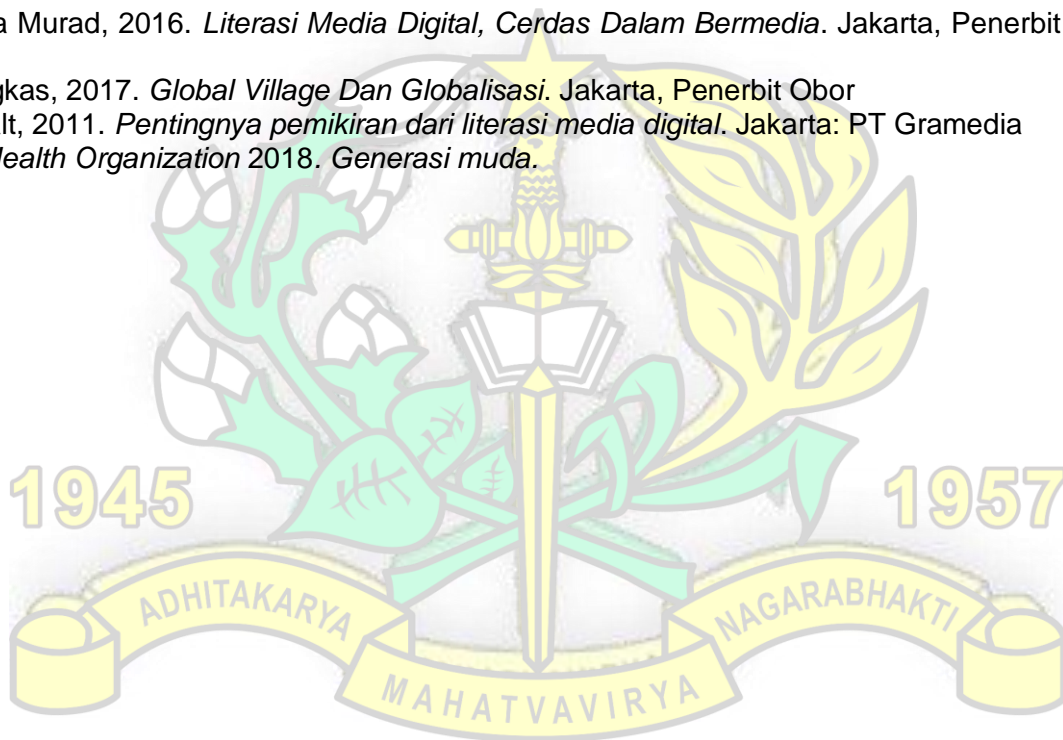 a Murad, 2016. Literasi Media Digital, Cerdas Dalam Bermedia. Jakarta, Penerbit
gkas, 2017. Global Village Dan Globalisasi. Jakarta, Penerbit Obor
lt, 2011. Pentingnya pemikiran dari literasi media digital. Jakarta: PT Gramedia
Health Organization 2018. Generasi muda.
1945 1957
ADHITAKARYA NAGARABHAKTI
MAHATVAVIRYA